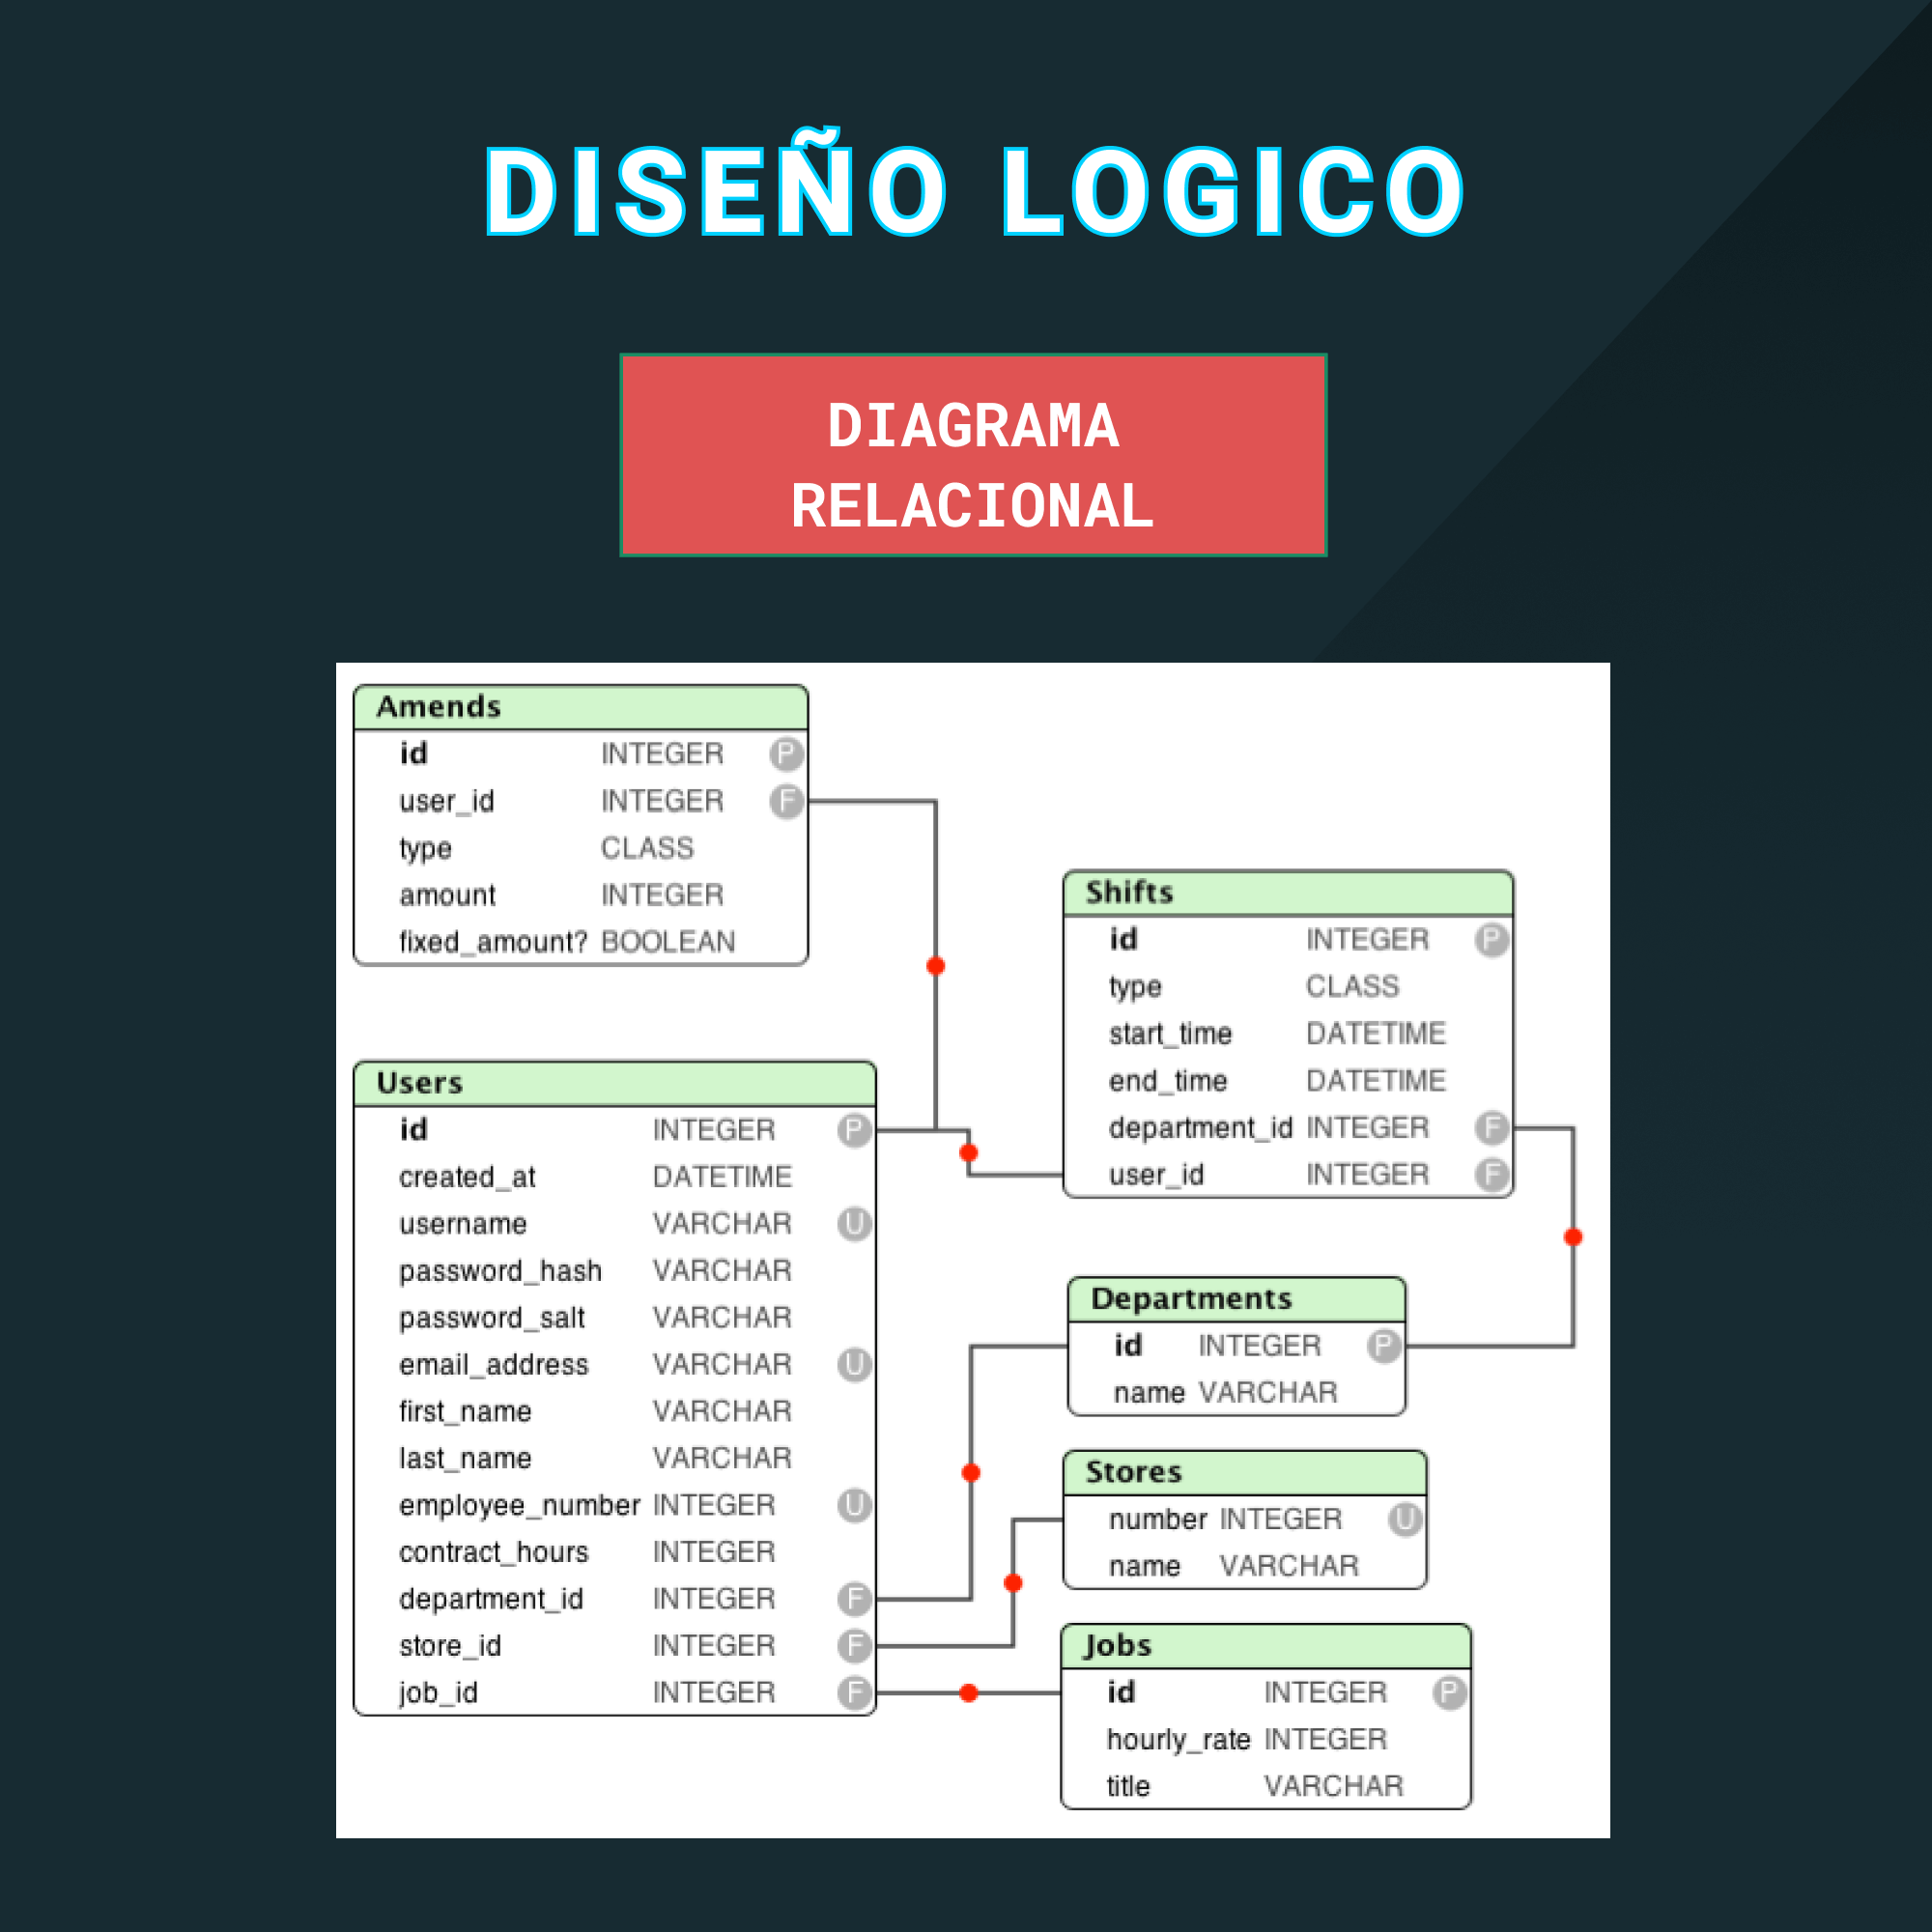 DISEÑO LOGICO
DIAGRAMA
RELACIONAL
Amends
id INTEGER P
user_id INTEGER F
type CLASS
amount INTEGER
fixed_amount? BOOLEAN
Users
id INTEGER P
created_at DATETIME
username VARCHAR U
password_hash VARCHAR
password_salt VARCHAR
email_address VARCHAR U
first_name VARCHAR
last_name VARCHAR
employee_number INTEGER U
contract_hours INTEGER
department_id INTEGER F
store_id INTEGER F
job_id INTEGER F
Shifts
id INTEGER P
type CLASS
start_time DATETIME
end_time DATETIME
department_id INTEGER F
user_id INTEGER F
Departments
id INTEGER P
name VARCHAR
Stores
number INTEGER U
name VARCHAR
Jobs
id INTEGER P
hourly_rate INTEGER
title VARCHAR